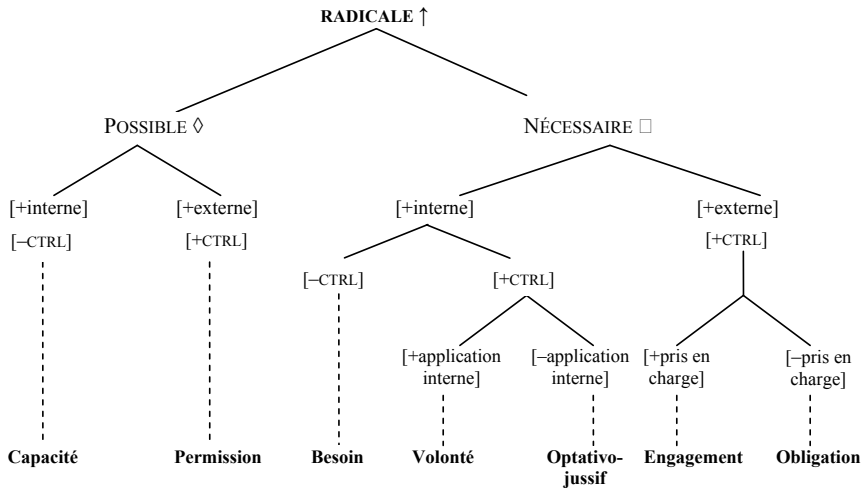 RADICALE ↑
POSSIBLE ◊ NÉCESSAIRE □
[+interne] [+externe] [+interne] [+externe]
[–CTRL] [+CTRL] [+CTRL]
[–CTRL] [+CTRL]
[+application [–application [+pris en [–pris en
interne] interne] charge] charge]
Capacité Permission Besoin Volonté Optativo- Engagement Obligation
jussif